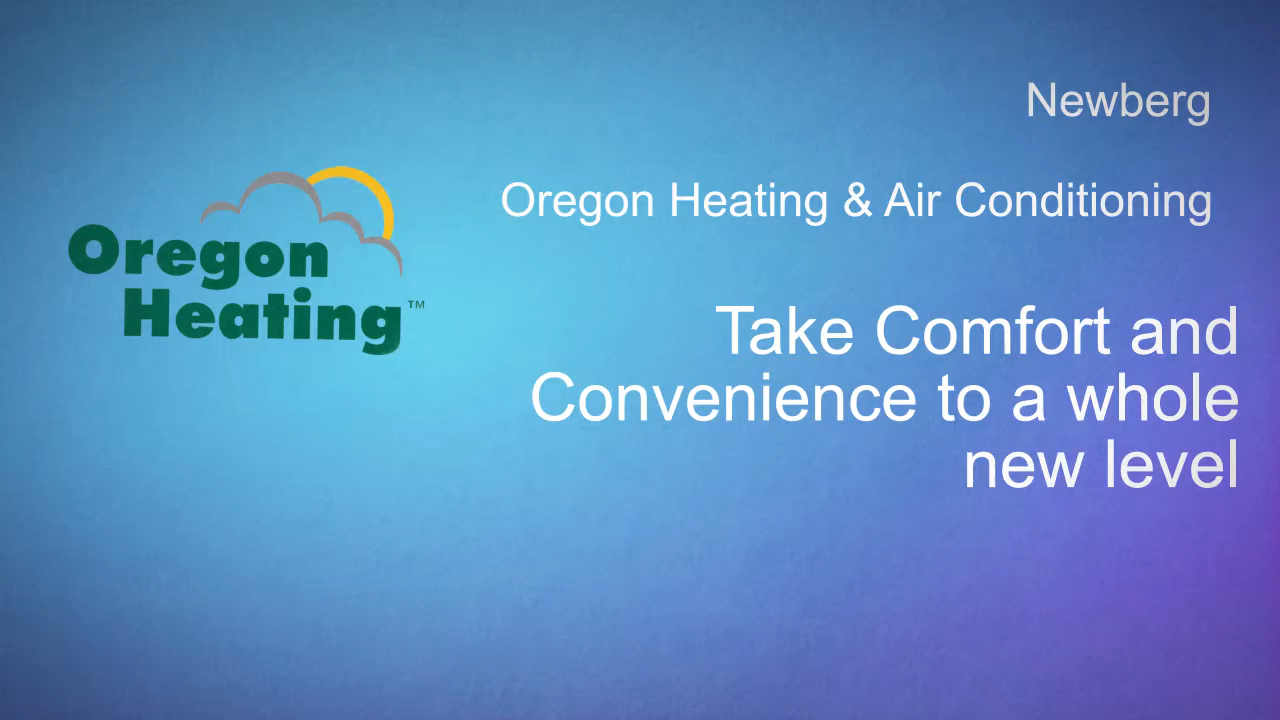 Newberg
Oregon Heating & Air Conditioning
Oregon
Heating™
Take Comfort and
Convenience to a whole
new level